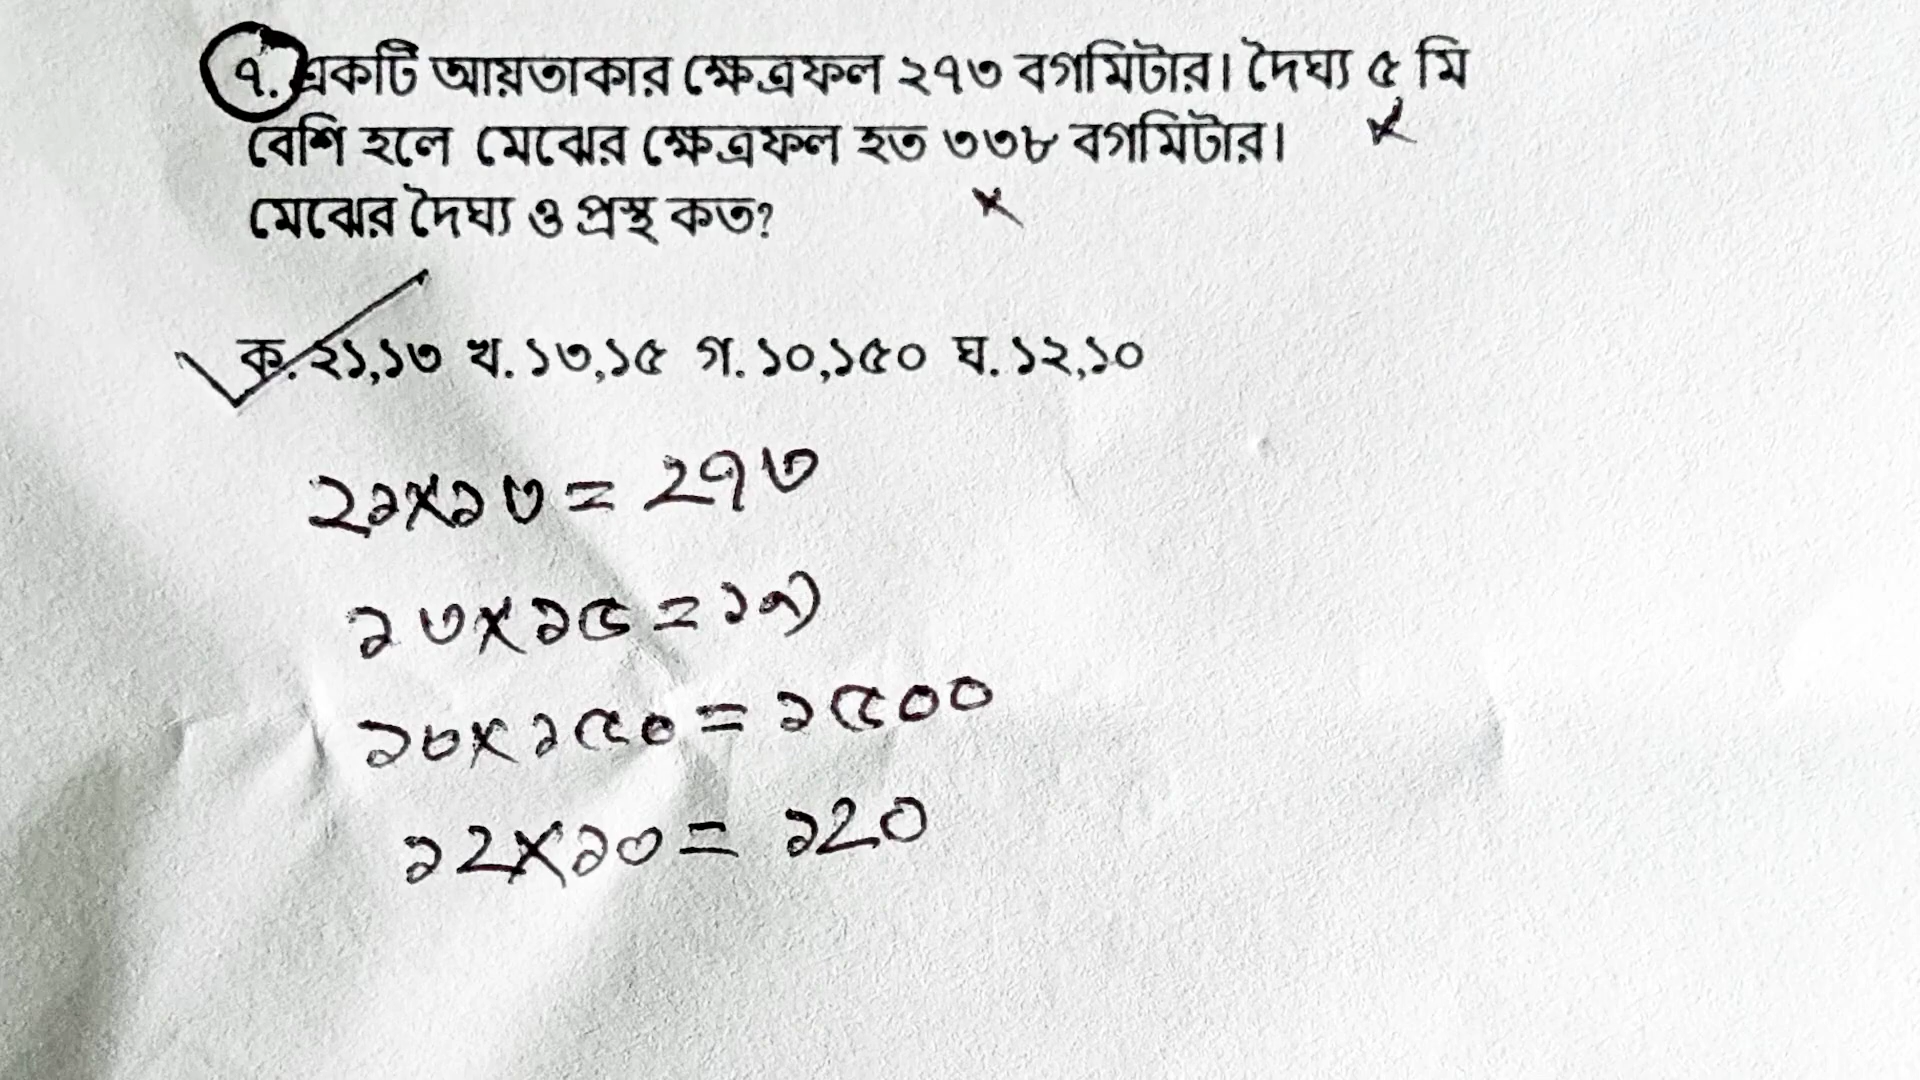 ৭. একটি আয়তাকার ক্ষেত্রফল ২৭৩ বগমিটার। দৈঘ্য ৫ মি
বেশি হলে মেঝের ক্ষেত্রফল হত ৩৩৮ বগমিটার।
মেঝের দৈঘ্য ও প্রস্থ কত?
ক. ২১,১৩ খ. ১৩,১৫ গ. ১০,১৫০ ঘ. ১২,১০
২১×১৩ = ২৭৩
১৩×১৫ =
১০×১৫০ = ১৫০০
১২×১০ = ১২০